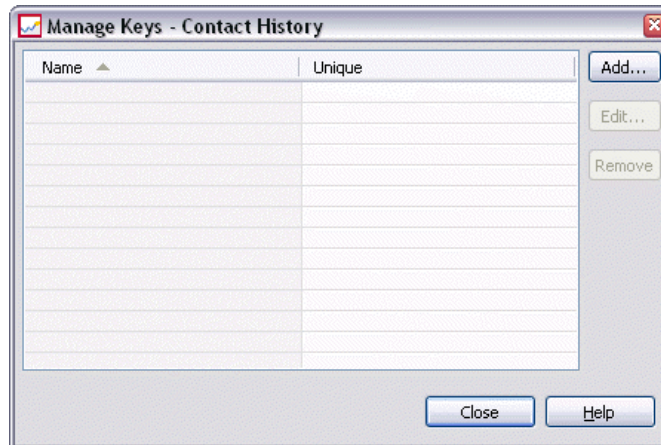 Manage Keys - Contact History
Name Unique
Add...
Edit...
Remove
Close Help